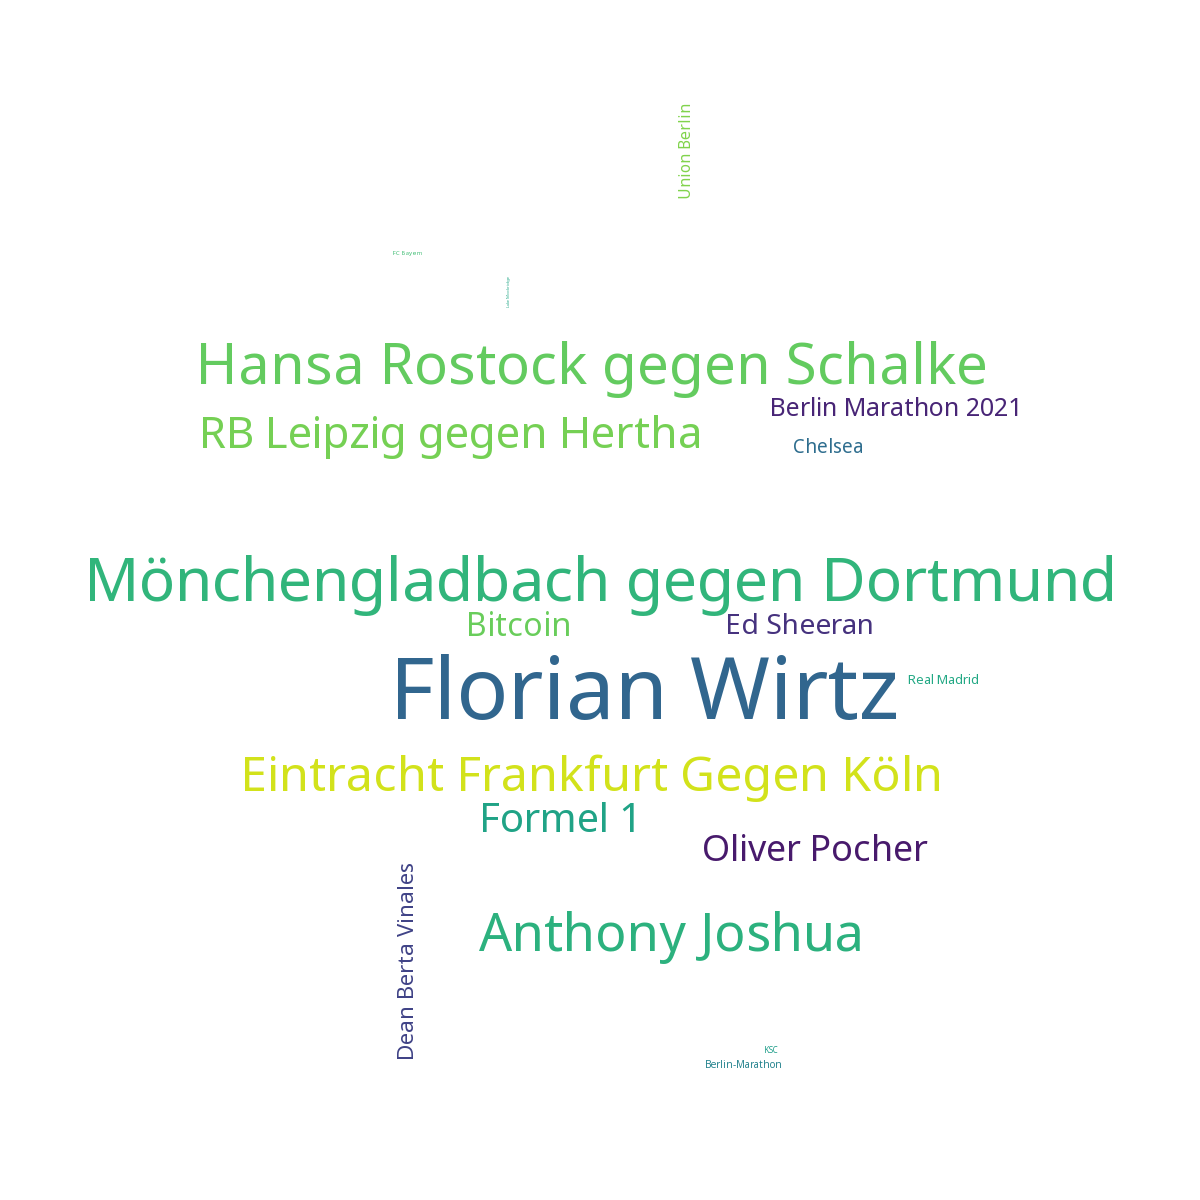 Union Berlin
FC Bayern
Hansa Rostock gegen Schalke
Berlin Marathon 2021
RB Leipzig gegen Hertha
Chelsea
Mönchengladbach gegen Dortmund
Bitcoin
Ed Sheeran
Florian Wirtz
Real Madrid
Eintracht Frankfurt Gegen Köln
Formel 1
Oliver Pocher
Dean Berta Vinales
Anthony Joshua
KSC
Berlin-Marathon